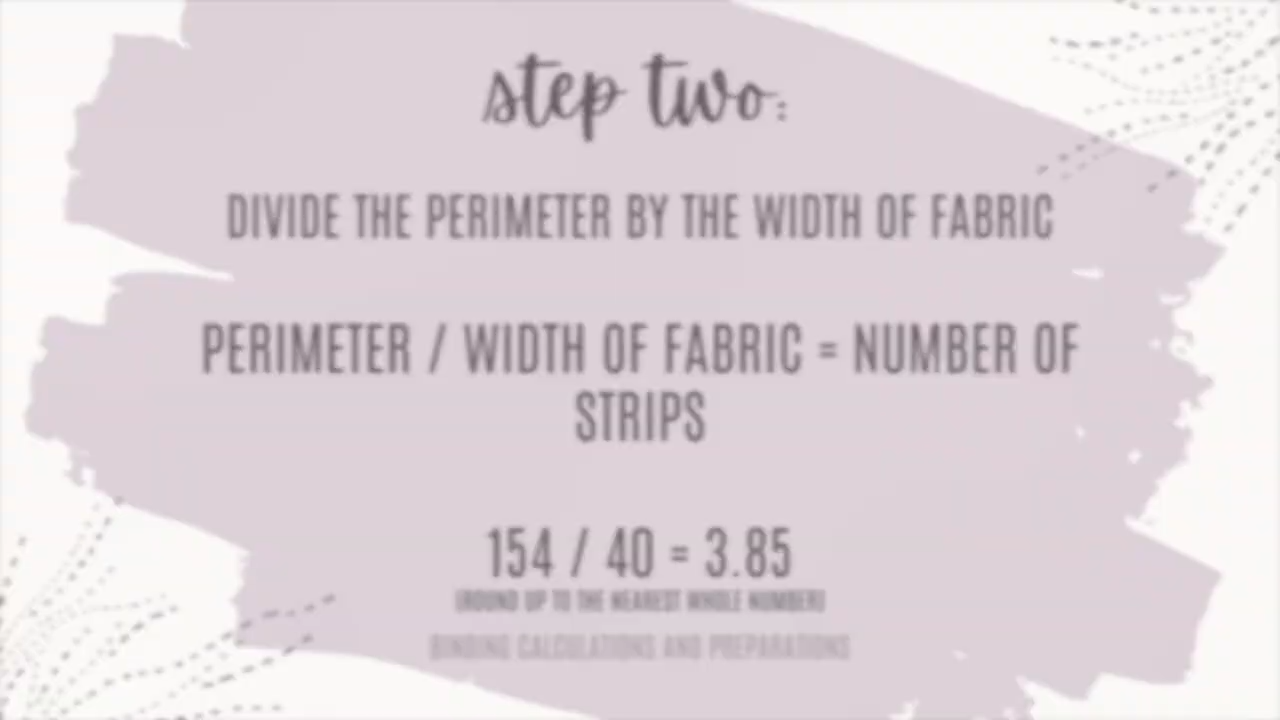 step two:
DIVIDE THE PERIMETER BY THE WIDTH OF FABRIC
PERIMETER / WIDTH OF FABRIC = NUMBER OF
STRIPS
154 / 40 = 3.85
(ROUND UP TO THE NEAREST WHOLE NUMBER)
BINDING CALCULATIONS AND PREPARATIONS